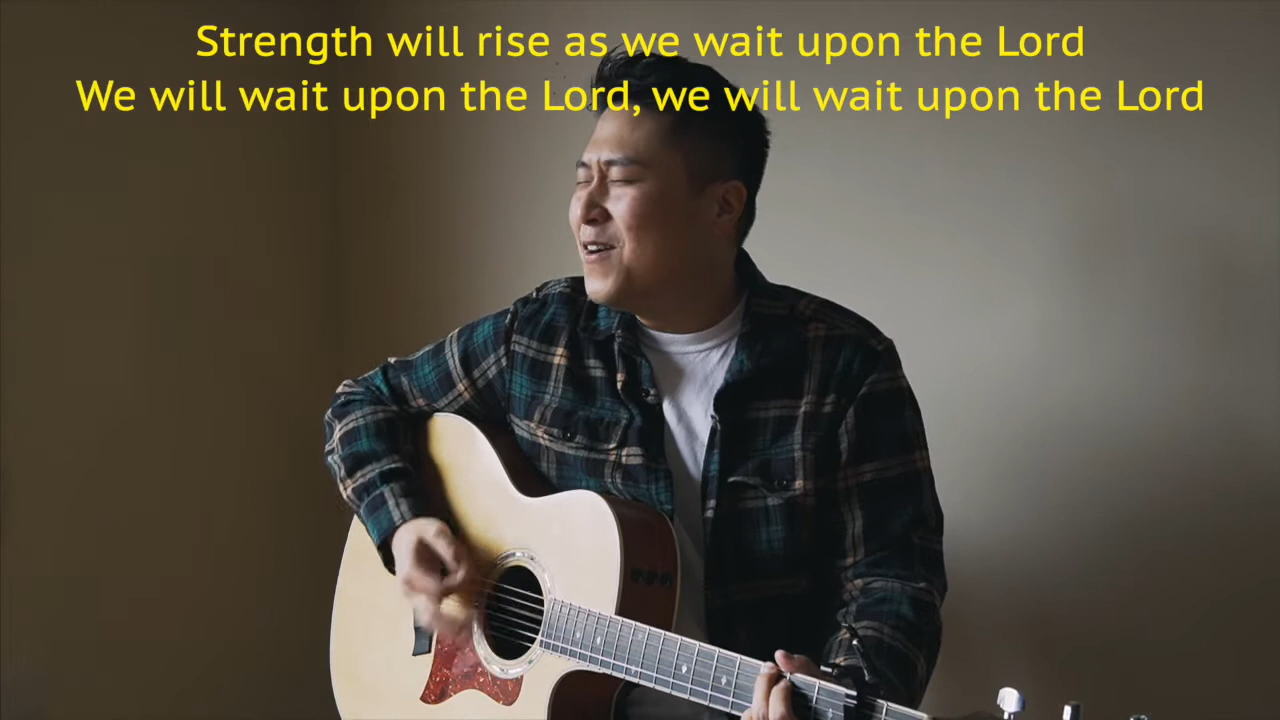 Strength will rise as we wait upon the Lord
We will wait upon the Lord, we will wait upon the Lord